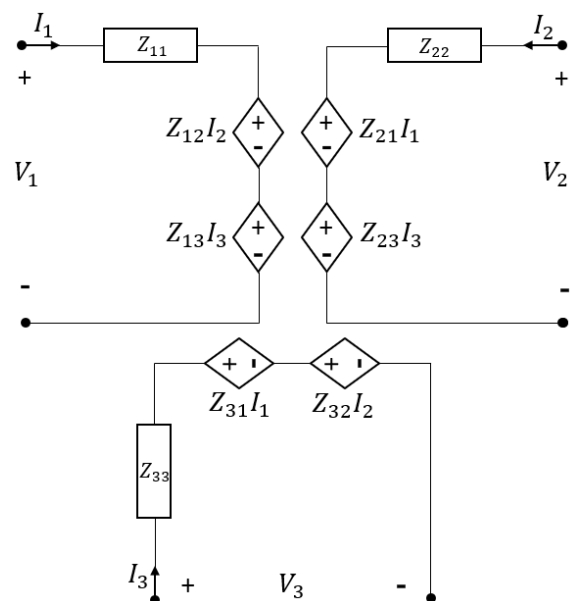 I₁ Z₁₁ Z₂₂ I₂
+ +
Z₁₂I₂ + - + - Z₂₁I₁
V₁ V₂
Z₁₃I₃ + - + - Z₂₃I₃
- -
+ - + -
Z₃₁I₁ Z₃₂I₂
Z₃₃
I₃ + V₃ -